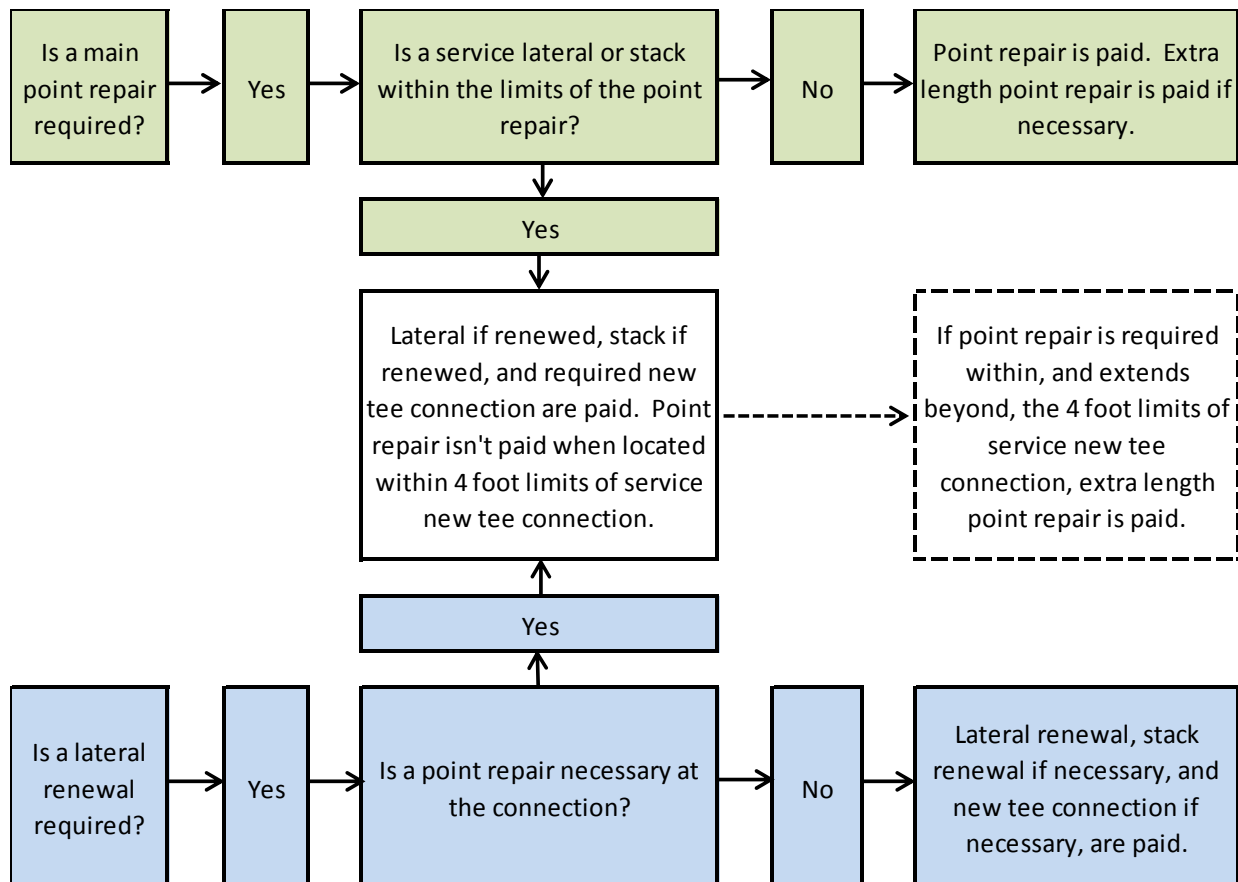 Is a main
point repair
required?
Yes
Is a service lateral or stack
within the limits of the point
repair?
No
Point repair is paid.  Extra
length point repair is paid if
necessary.
Yes
Lateral if renewed, stack if
renewed, and required new
tee connection are paid.  Point
repair isn't paid when located
within 4 foot limits of service
new tee connection.
If point repair is required
within, and extends
beyond, the 4 foot limits of
service new tee
connection, extra length
point repair is paid.
Yes
Is a lateral
renewal
required?
Yes
Is a point repair necessary at
the connection?
No
Lateral renewal, stack
renewal if necessary, and
new tee connection if
necessary, are paid.